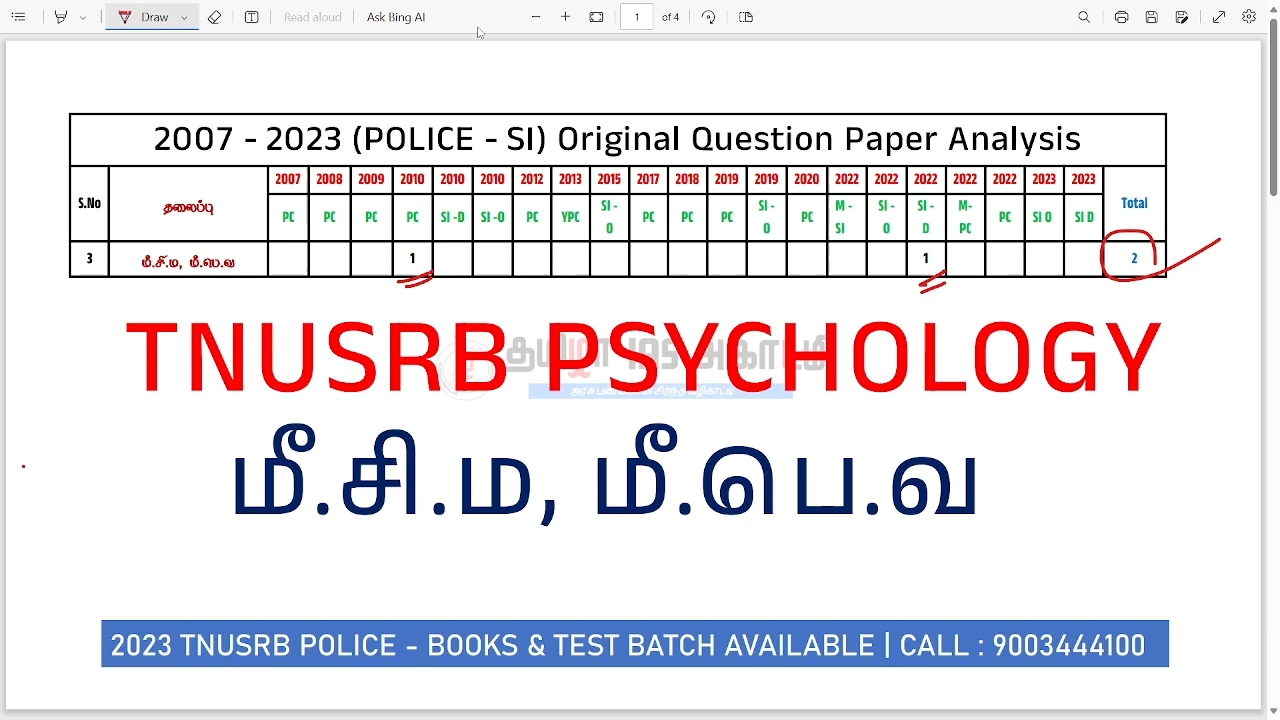 Draw Read aloud Ask Bing AI 1 of 4
2007 - 2023 (POLICE - SI) Original Question Paper Analysis
S.No தலைப்பு 2007 2008 2009 2010 2010 2010 2012 2013 2015 2017 2018 2019 2019 2020 2022 2022 2022 2022 2022 2023 2023 Total
PC PC PC PC SI -D SI -O PC YPC SI - O PC PC PC SI - O PC M - SI SI - O SI - D M- PC PC SI O SI D
3 மீ.சி.ம, மீ.பெ.வ 1 1 2
தமிழா அகாடமி
TNUSRB PSYCHOLOGY
மீ.சி.ம, மீ.பெ.வ
2023 TNUSRB POLICE - BOOKS & TEST BATCH AVAILABLE | CALL : 9003444100